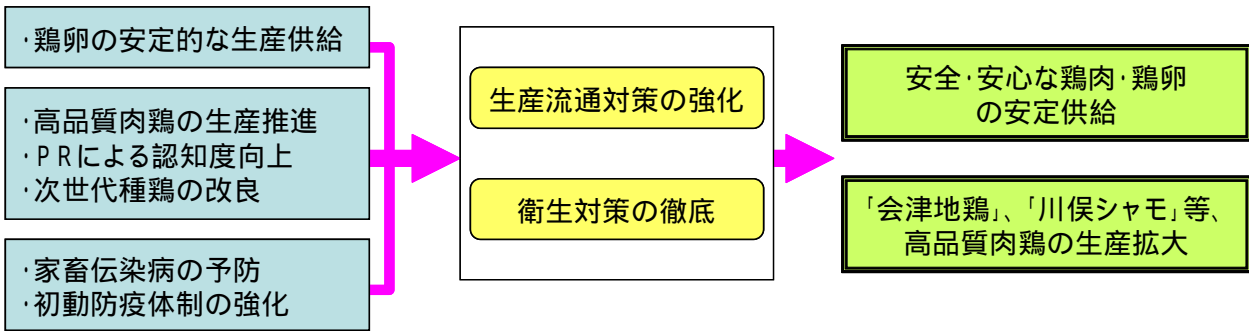 ·鶏卵の安定的な生産供給
·高品質肉鶏の生産推進
·PRによる認知度向上
·次世代種鶏の改良
·家畜伝染病の予防
·初動防疫体制の強化
生産流通対策の強化
衛生対策の徹底
安全·安心な鶏肉·鶏卵
の安定供給
「会津地鶏」、「川俣シャモ」等、
高品質肉鶏の生産拡大